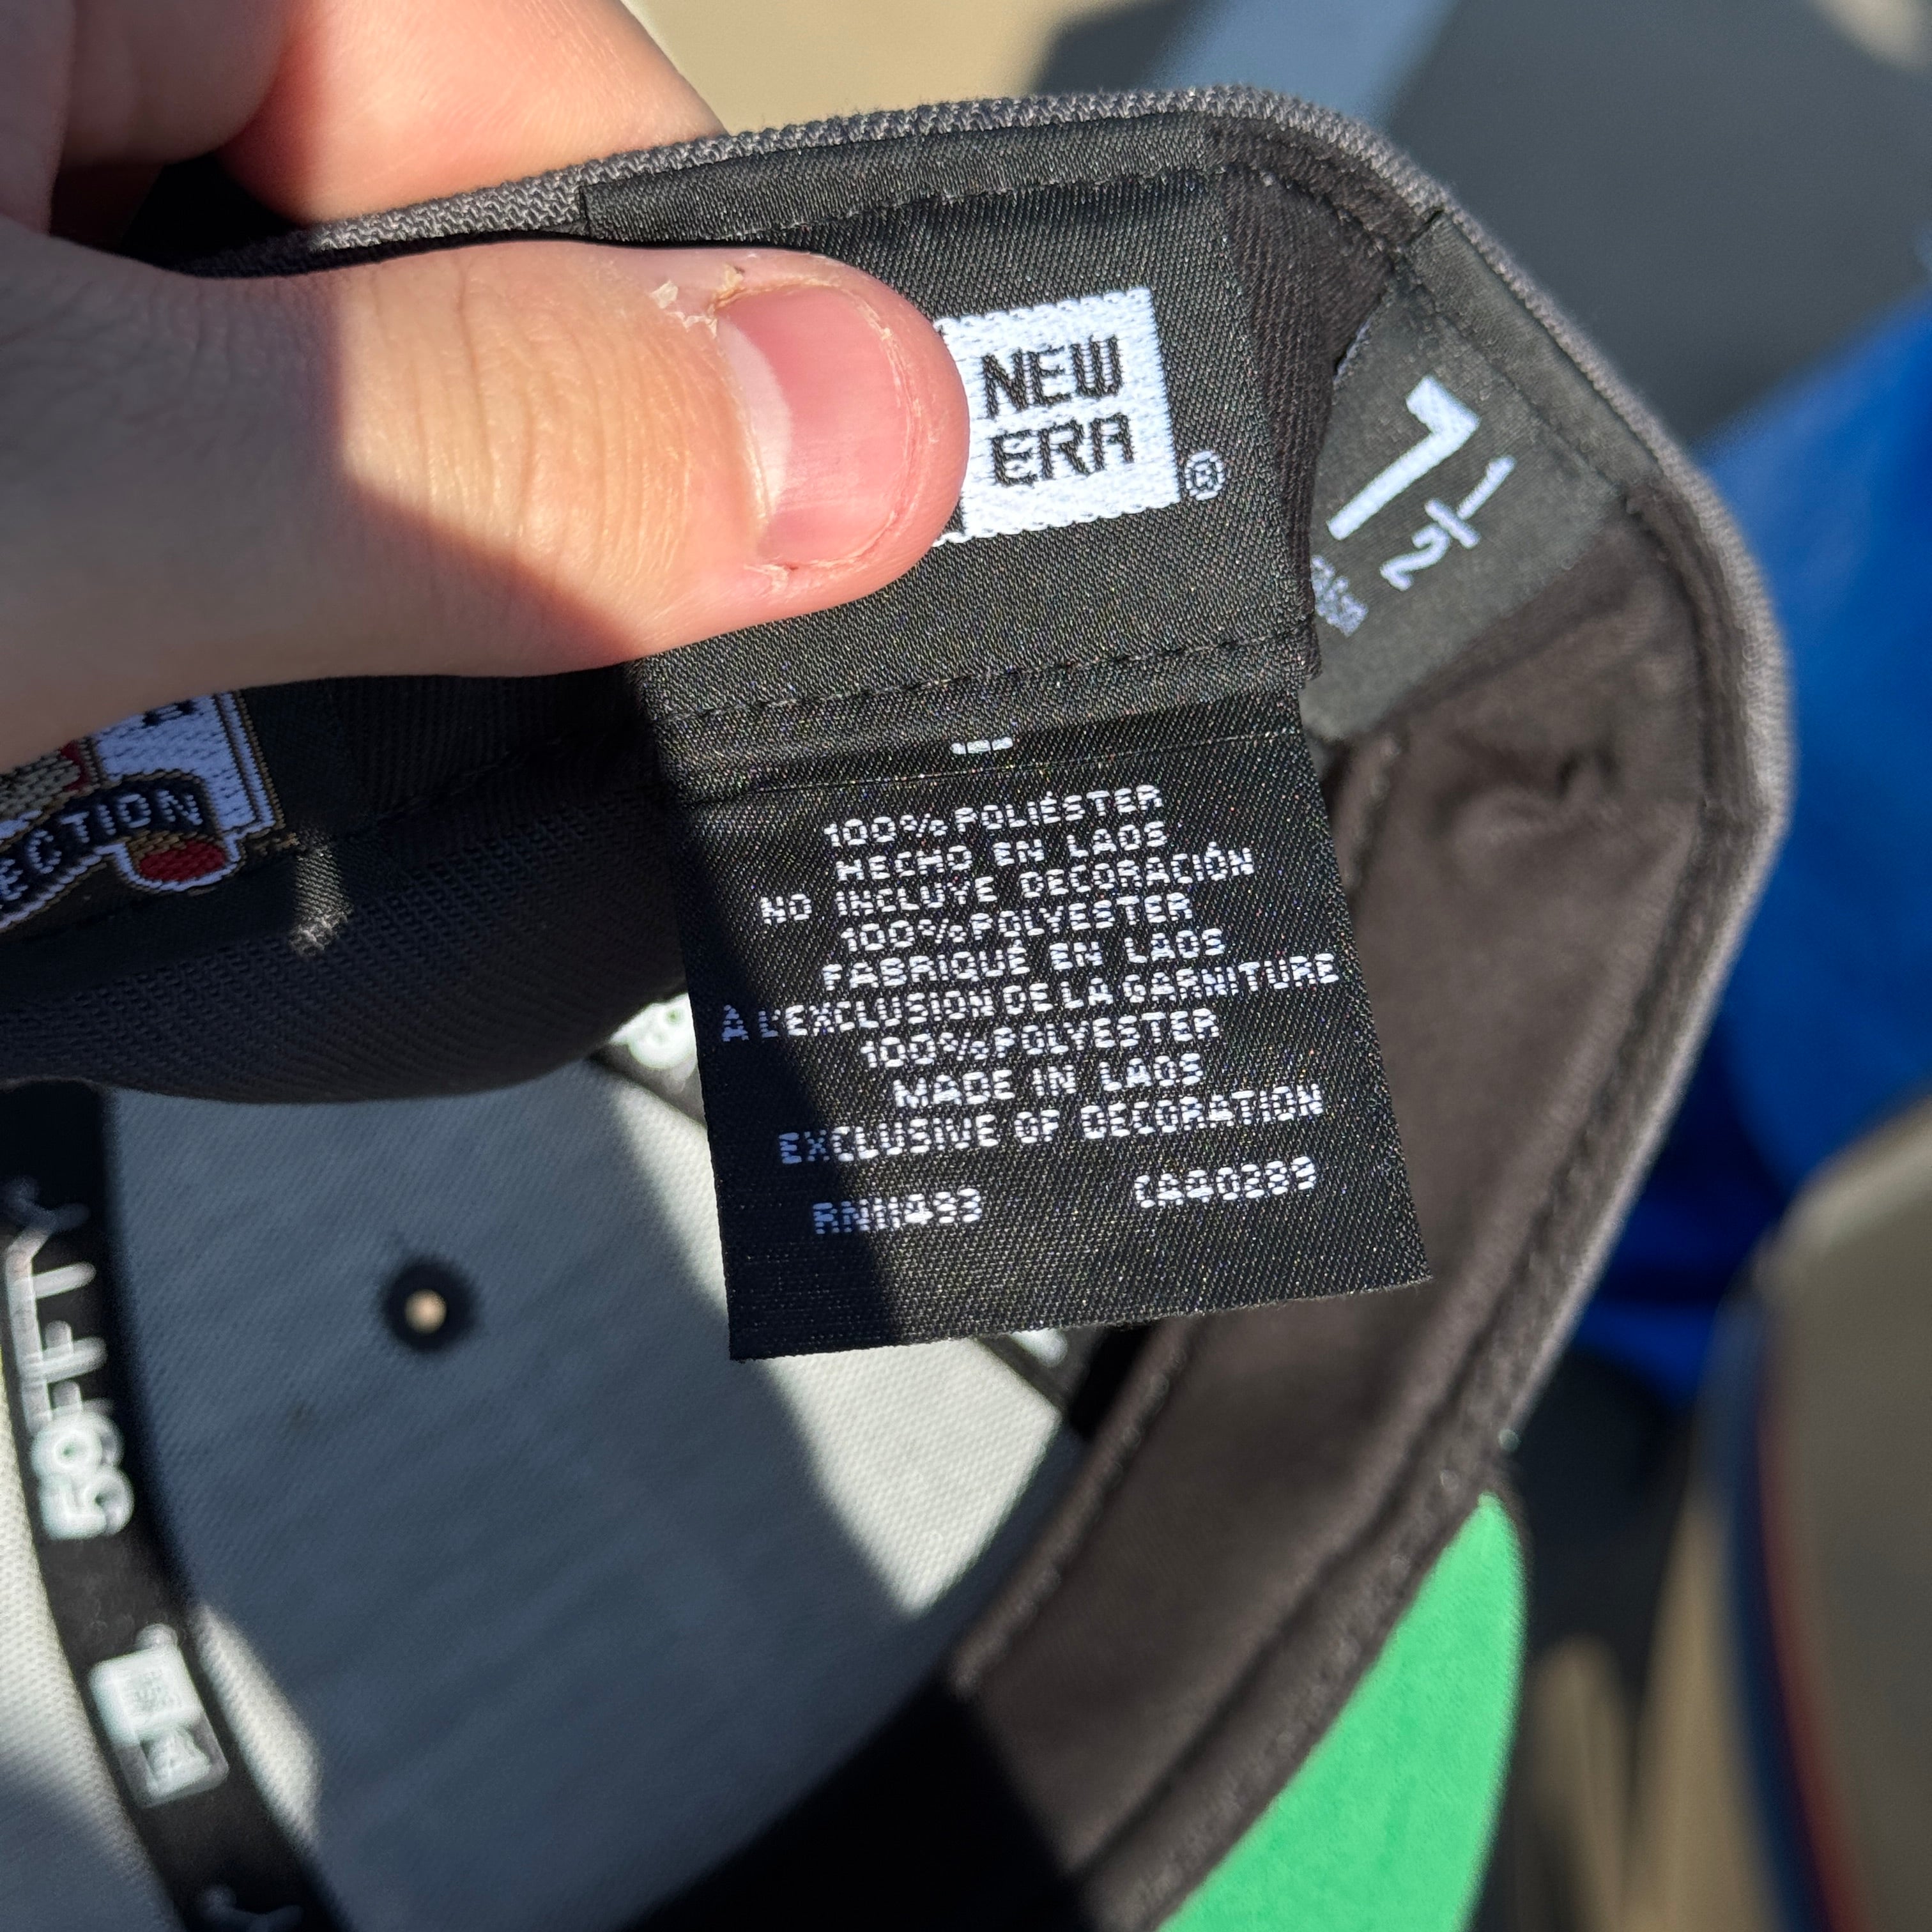 NEW
ERA
®
7 1/2
ECTION
100% POLIÉSTER
HECHO EN LAOS
NO INCLUYE DECORACIÓN
100% POLYESTER
FABRIQUÉ EN LAOS
À L'EXCLUSION DE LA GARNITURE
100% POLYESTER
MADE IN LAOS
EXCLUSIVE OF DECORATION
RN11493 CA40289
59FIFTY